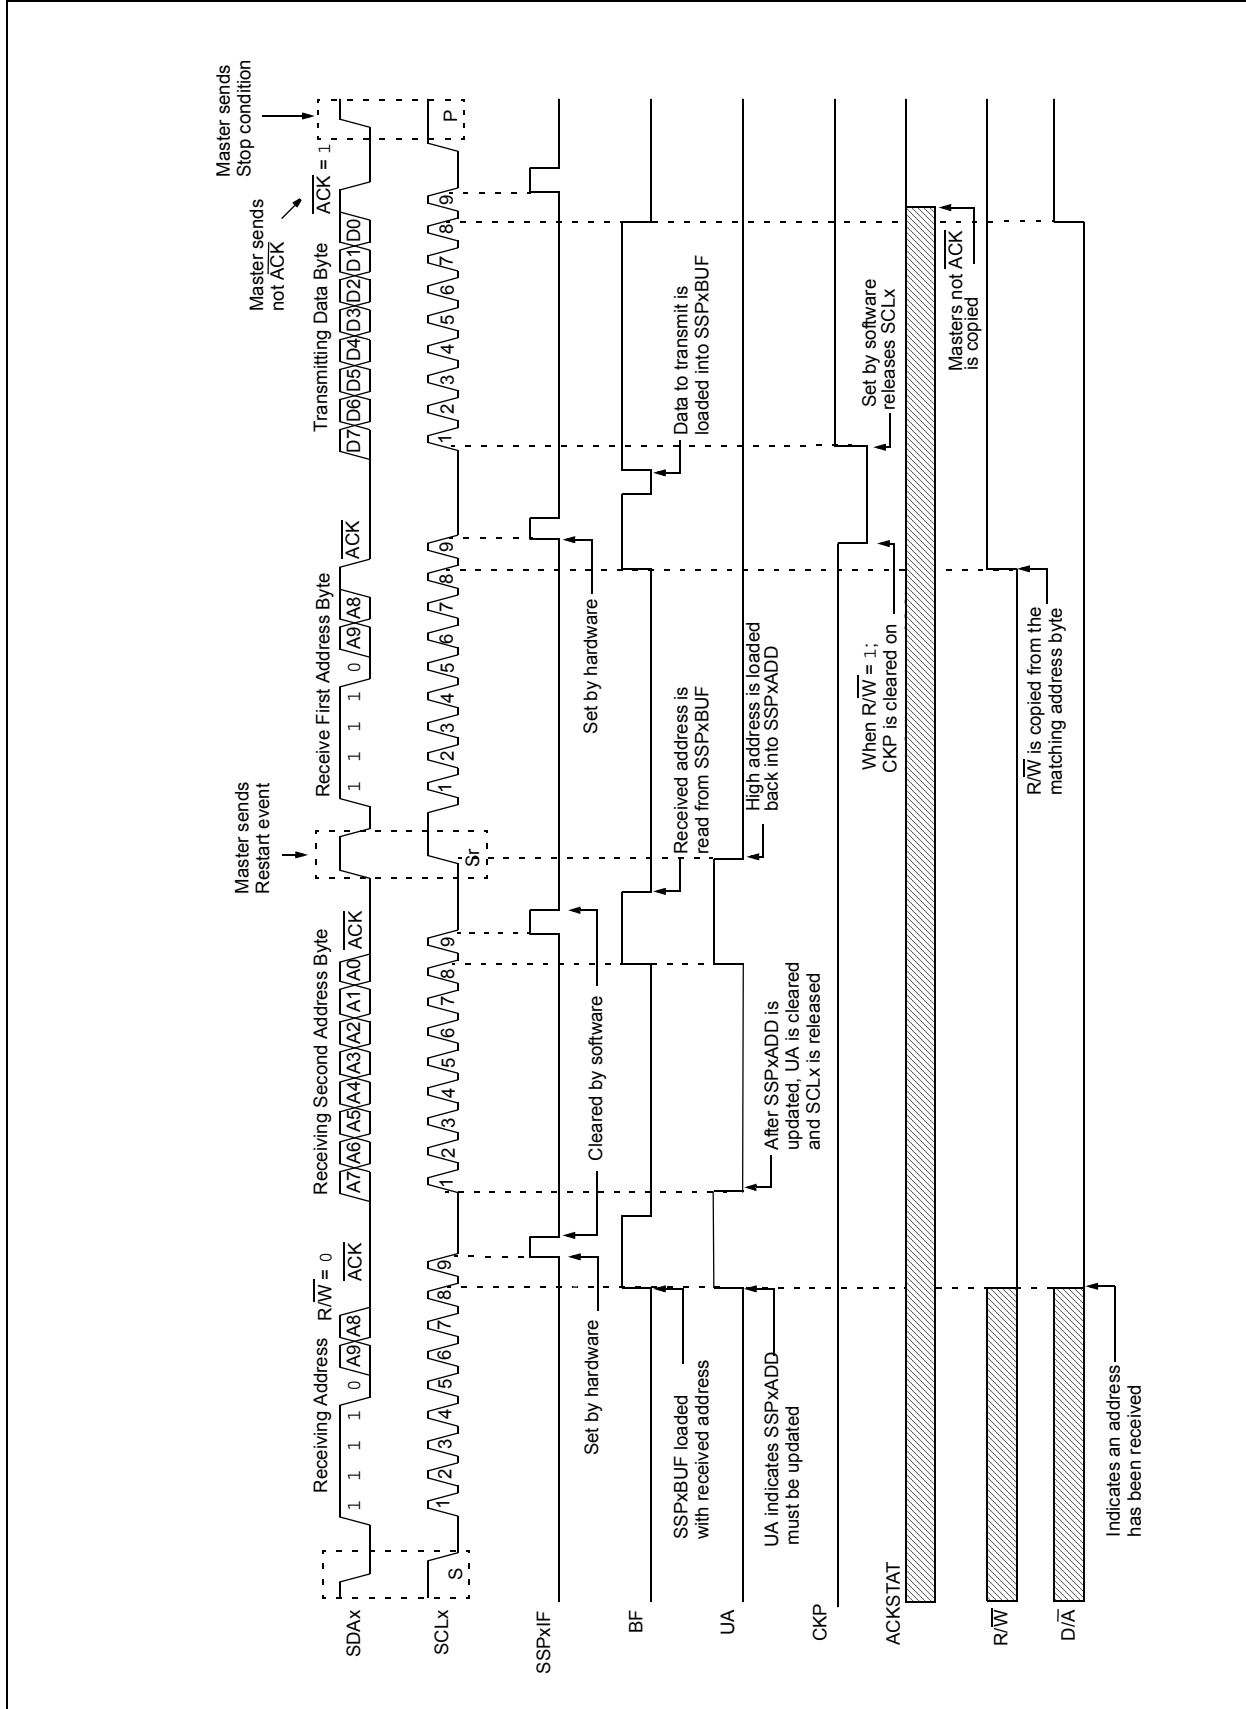 Master sends
Stop condition
Master sends
not A̅C̅K̅
Master sends
Restart event
Receiving Address R/W̅ = 0
Receiving Second Address Byte
Receive First Address Byte
Transmitting Data Byte A̅C̅K̅ = 1
SDAx
1 1 1 1 0 A9 A8 A̅C̅K̅
A7 A6 A5 A4 A3 A2 A1 A0 A̅C̅K̅
1 1 1 1 0 A9 A8 A̅C̅K̅
D7 D6 D5 D4 D3 D2 D1 D0
SCLx
S
1 2 3 4 5 6 7 8 9
1 2 3 4 5 6 7 8 9
Sr
1 2 3 4 5 6 7 8 9
1 2 3 4 5 6 7 8 9
P
SSPxIF
Set by hardware
Cleared by software
Set by hardware
BF
SSPxBUF loaded
with received address
Received address is
read from SSPxBUF
Data to transmit is
loaded into SSPxBUF
UA
UA indicates SSPxADD
must be updated
After SSPxADD is
updated, UA is cleared
and SCLx is released
High address is loaded
back into SSPxADD
CKP
When R/W̅ = 1;
CKP is cleared on
Set by software
releases SCLx
ACKSTAT
Masters not A̅C̅K̅
is copied
R/W̅
R/W̅ is copied from the
matching address byte
D/A̅
Indicates an address
has been received